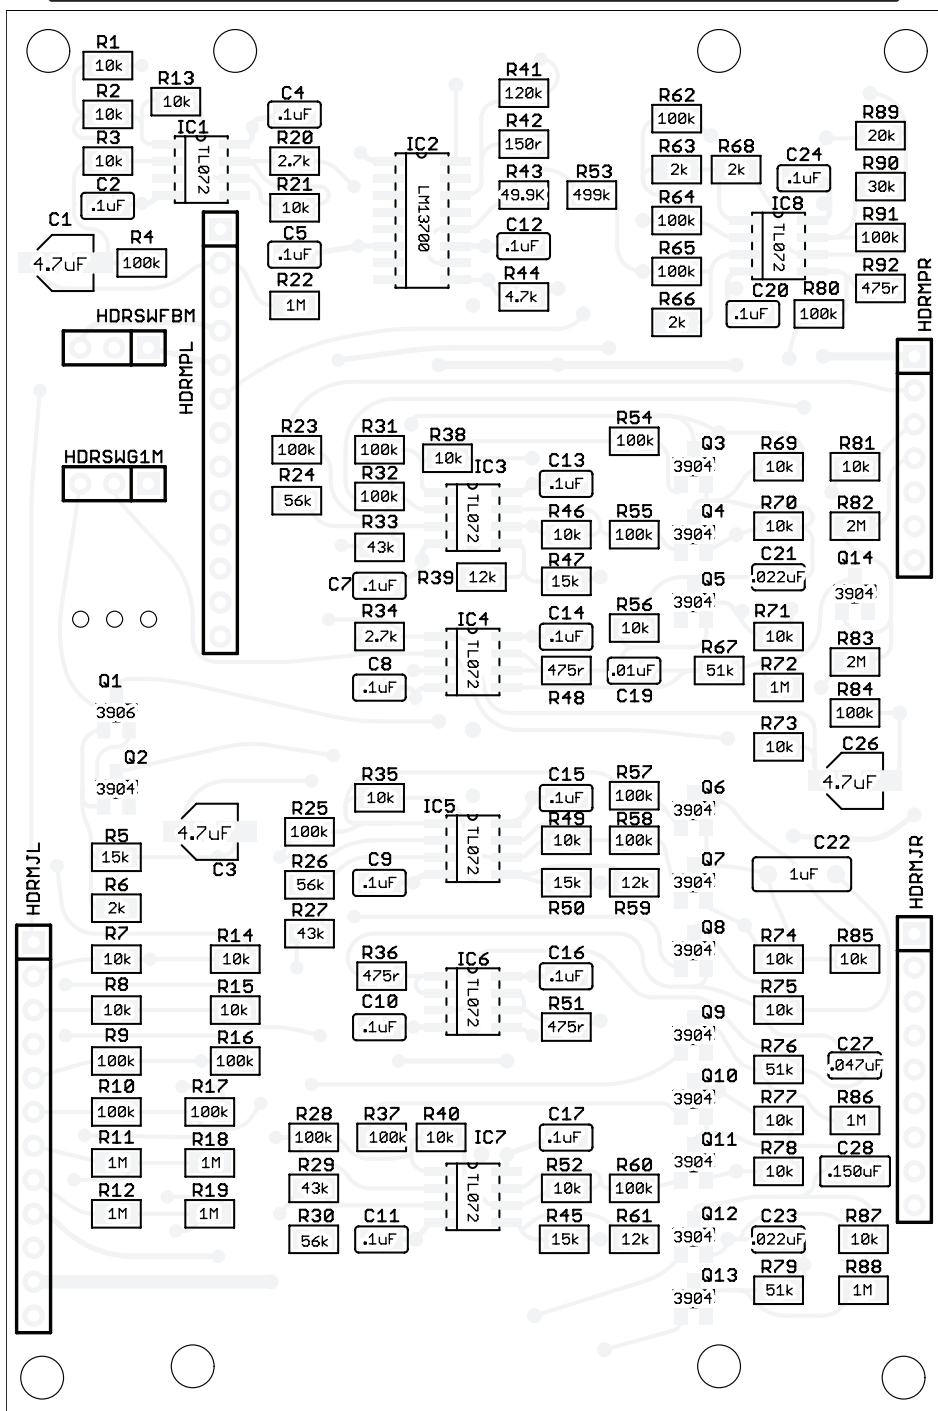 R1
10k
R2
10k
R13
10k
R3
10k
IC1
TL072
C2
.1uF
C1
4.7uF
R4
100k
C4
.1uF
R20
2.7k
R21
10k
C5
.1uF
R22
1M
IC2
LM13700
R41
120k
R42
150r
R43
49.9K
R53
499k
C12
.1uF
R44
4.7k
R62
100k
R63
2k
R68
2k
R64
100k
R65
100k
R66
2k
C24
.1uF
IC8
TL072
C20
.1uF
R80
100k
R89
20k
R90
30k
R91
100k
R92
475r
HDRMPR
HDRSWFBM
HDRMPL
HDRSWG1M
R23
100k
R24
56k
R31
100k
R32
100k
R33
43k
C7
.1uF
R34
2.7k
C8
.1uF
R38
10k
IC3
TL072
R39
12k
IC4
TL072
C13
.1uF
R46
10k
R47
15k
C14
.1uF
475r
R48
R54
100k
R55
100k
R56
10k
.01uF
C19
Q3
3904
Q4
3904
Q5
3904
R67
51k
R69
10k
R70
10k
C21
.022uF
R71
10k
R72
1M
R73
10k
R81
10k
R82
2M
Q14
3904
R83
2M
R84
100k
C26
4.7uF
Q1
3906
Q2
3904
4.7uF
C3
R5
15k
R6
2k
HDRMJL
R7
10k
R8
10k
R9
100k
R10
100k
R11
1M
R12
1M
R14
10k
R15
10k
R16
100k
R17
100k
R18
1M
R19
1M
R25
100k
R26
56k
R27
43k
R35
10k
C9
.1uF
IC5
TL072
C15
.1uF
R49
10k
15k
R50
R57
100k
R58
100k
12k
R59
Q6
3904
Q7
3904
C22
1uF
HDRMJR
R36
475r
C10
.1uF
IC6
TL072
C16
.1uF
R51
475r
Q8
3904
Q9
3904
Q10
3904
Q11
3904
R74
10k
R75
10k
R76
51k
R77
10k
R78
10k
R85
10k
C27
.047uF
R86
1M
C28
.150uF
R28
100k
R29
43k
R30
56k
R37
100k
R40
10k
C11
.1uF
IC7
TL072
C17
.1uF
R52
10k
R45
15k
R60
100k
R61
12k
Q12
3904
Q13
3904
C23
.022uF
R79
51k
R87
10k
R88
1M